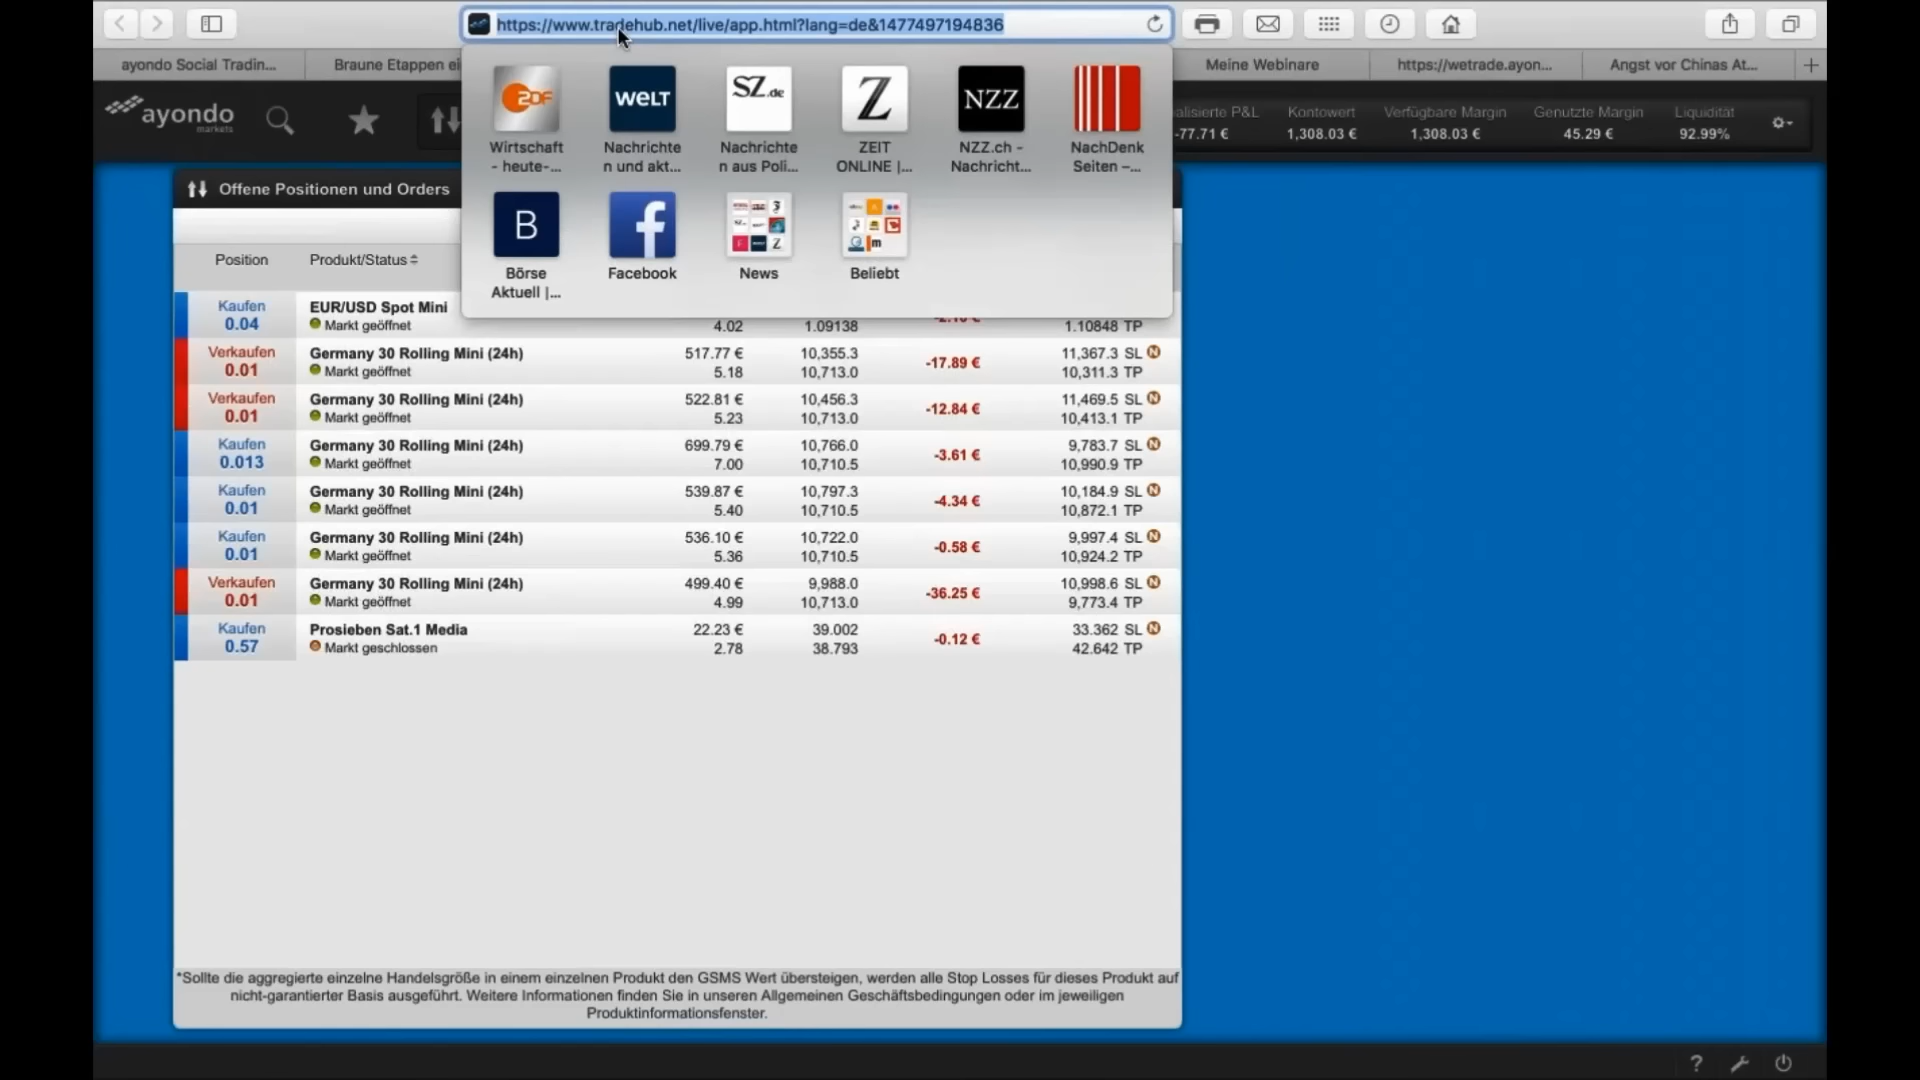 https://www.tradehub.net/live/app.html?lang=de&1477497194836
ayondo Social Tradin...
Braune Etappen ei
Meine Webinare
https://wetrade.ayon...
Angst vor Chinas At...
ayondo
markets
alisierte P&L
Kontowert
Verfügbare Margin
Genutzte Margin
Liquidität
-77.71 €
1,308.03 €
1,308.03 €
45.29 €
92.99%
ZDF
WELT
SZ.de
Z
NZZ
Wirtschaft
- heute-...
Nachrichte
n und akt...
Nachrichte
n aus Poli...
ZEIT
ONLINE |...
NZZ.ch -
Nachricht...
NachDenk
Seiten –...
B
f
Börse
Aktuell |...
Facebook
News
Beliebt
Offene Positionen und Orders
Position
Produkt/Status
Kaufen
0.04
EUR/USD Spot Mini
Markt geöffnet
4.02
1.09138
1.10848 TP
Verkaufen
0.01
Germany 30 Rolling Mini (24h)
Markt geöffnet
517.77 €
5.18
10,355.3
10,713.0
-17.89 €
11,367.3 SL N
10,311.3 TP
Verkaufen
0.01
Germany 30 Rolling Mini (24h)
Markt geöffnet
522.81 €
5.23
10,456.3
10,713.0
-12.84 €
11,469.5 SL N
10,413.1 TP
Kaufen
0.013
Germany 30 Rolling Mini (24h)
Markt geöffnet
699.79 €
7.00
10,766.0
10,710.5
-3.61 €
9,783.7 SL N
10,990.9 TP
Kaufen
0.01
Germany 30 Rolling Mini (24h)
Markt geöffnet
539.87 €
5.40
10,797.3
10,710.5
-4.34 €
10,184.9 SL N
10,872.1 TP
Kaufen
0.01
Germany 30 Rolling Mini (24h)
Markt geöffnet
536.10 €
5.36
10,722.0
10,710.5
-0.58 €
9,997.4 SL N
10,924.2 TP
Verkaufen
0.01
Germany 30 Rolling Mini (24h)
Markt geöffnet
499.40 €
4.99
9,988.0
10,713.0
-36.25 €
10,998.6 SL N
9,773.4 TP
Kaufen
0.57
Prosieben Sat.1 Media
Markt geschlossen
22.23 €
2.78
39.002
38.793
-0.12 €
33.362 SL N
42.642 TP
*Sollte die aggregierte einzelne Handelsgröße in einem einzelnen Produkt den GSMS Wert übersteigen, werden alle Stop Losses für dieses Produkt auf
nicht-garantierter Basis ausgeführt. Weitere Informationen finden Sie in unseren Allgemeinen Geschäftsbedingungen oder im jeweiligen
Produktinformationsfenster.
?